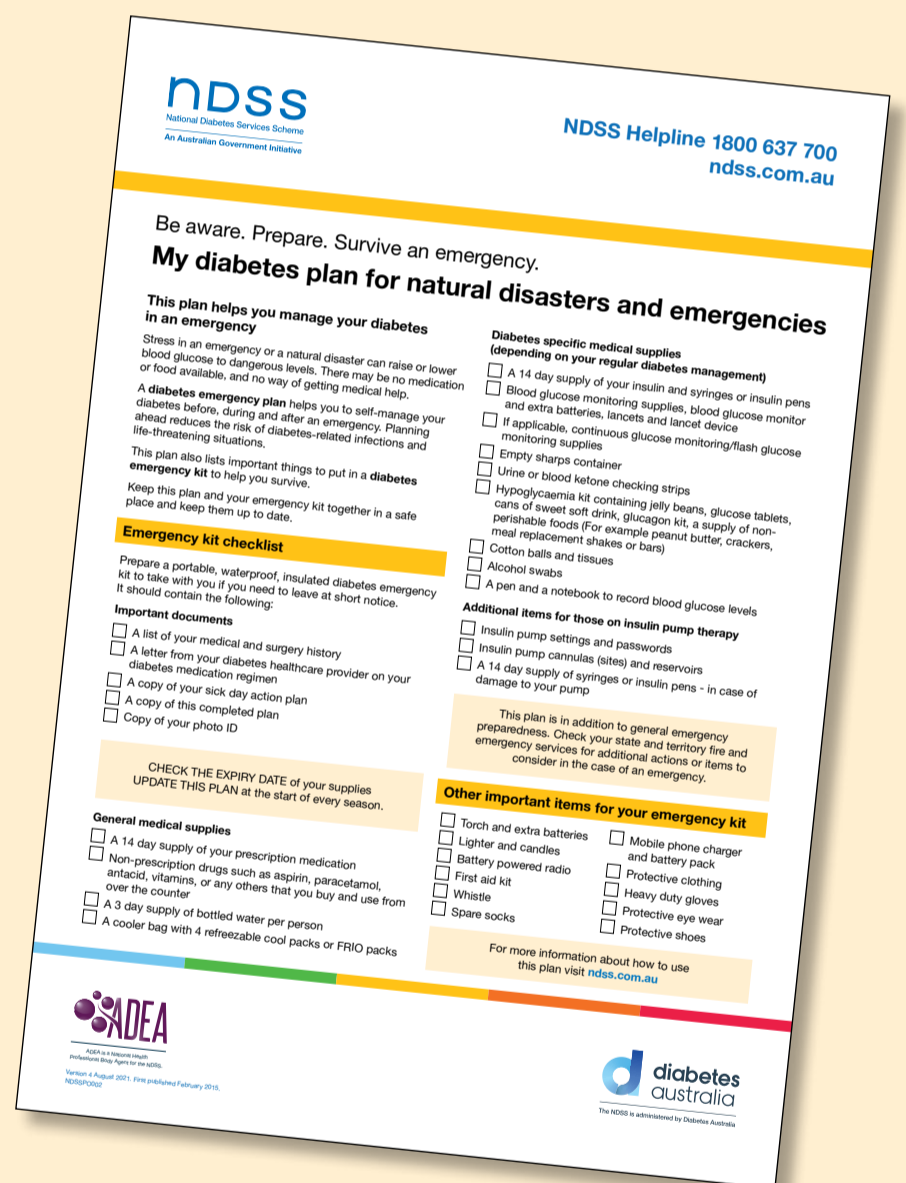 NDSS
National Diabetes Services Scheme
An Australian Government Initiative
NDSS Helpline 1800 637 700
ndss.com.au
Be aware. Prepare. Survive an emergency.
My diabetes plan for natural disasters and emergencies
This plan helps you manage your diabetes
in an emergency
Stress in an emergency or a natural disaster can raise or lower
blood glucose to dangerous levels. There may be no medication
or food available, and no way of getting medical help.
A diabetes emergency plan helps you to self-manage your
diabetes before, during and after an emergency. Planning
ahead reduces the risk of diabetes-related infections and
life-threatening situations.
This plan also lists important things to put in a diabetes
emergency kit to help you survive.
Keep this plan and your emergency kit together in a safe
place and keep them up to date.
Emergency kit checklist
Prepare a portable, waterproof, insulated diabetes emergency
kit to take with you if you need to leave at short notice.
It should contain the following:
Important documents
A list of your medical and surgery history
A letter from your diabetes healthcare provider on your
diabetes medication regimen
A copy of your sick day action plan
A copy of this completed plan
Copy of your photo ID
CHECK THE EXPIRY DATE of your supplies
UPDATE THIS PLAN at the start of every season.
General medical supplies
A 14 day supply of your prescription medication
Non-prescription drugs such as aspirin, paracetamol,
antacid, vitamins, or any others that you buy and use from
over the counter
A 3 day supply of bottled water per person
A cooler bag with 4 refreezable cool packs or FRIO packs
Diabetes specific medical supplies
(depending on your regular diabetes management)
A 14 day supply of your insulin and syringes or insulin pens
Blood glucose monitoring supplies, blood glucose monitor
and extra batteries, lancets and lancet device
If applicable, continuous glucose monitoring/flash glucose
monitoring supplies
Empty sharps container
Urine or blood ketone checking strips
Hypoglycaemia kit containing jelly beans, glucose tablets,
cans of sweet soft drink, glucagon kit, a supply of non-
perishable foods (For example peanut butter, crackers,
meal replacement shakes or bars)
Cotton balls and tissues
Alcohol swabs
A pen and a notebook to record blood glucose levels
Additional items for those on insulin pump therapy
Insulin pump settings and passwords
Insulin pump cannulas (sites) and reservoirs
A 14 day supply of syringes or insulin pens - in case of
damage to your pump
This plan is in addition to general emergency
preparedness. Check your state and territory fire and
emergency services for additional actions or items to
consider in the case of an emergency.
Other important items for your emergency kit
Torch and extra batteries
Lighter and candles
Battery powered radio
First aid kit
Whistle
Spare socks
Mobile phone charger
and battery pack
Protective clothing
Heavy duty gloves
Protective eye wear
Protective shoes
For more information about how to use
this plan visit ndss.com.au
ADEA
ADEA is a National Health
Professional Body Agent for the NDSS.
Version 4 August 2021. First published February 2015.
NDSSPO002
diabetes
australia
The NDSS is administered by Diabetes Australia